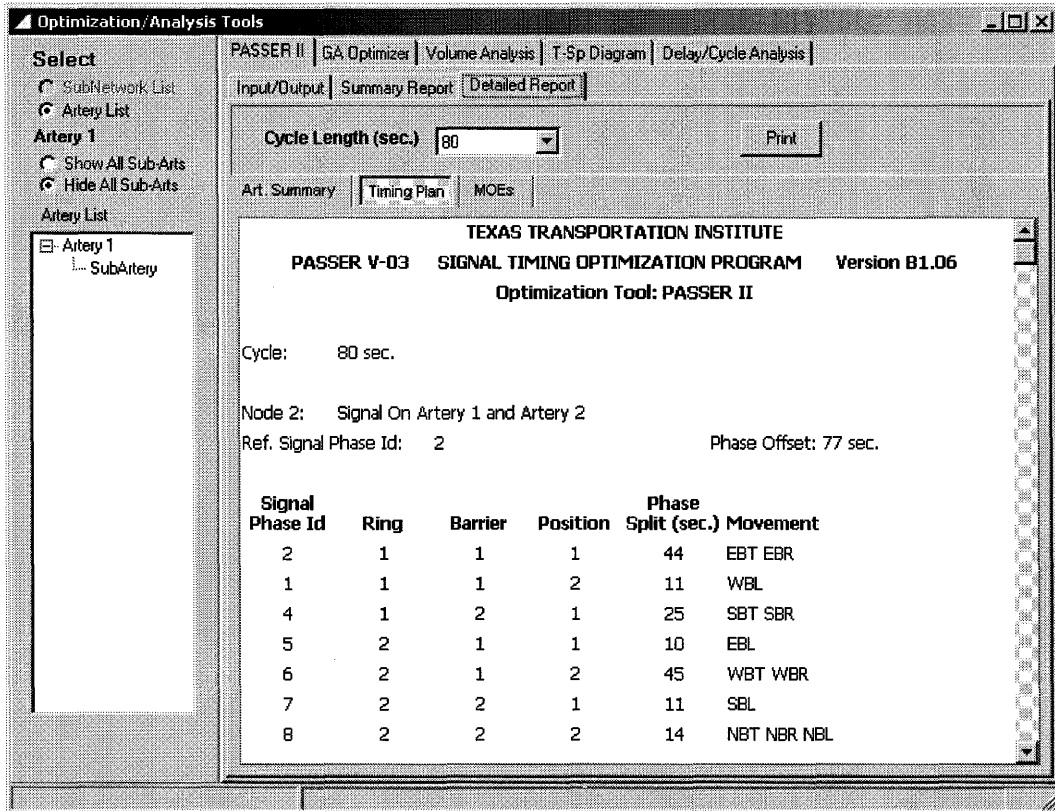 Optimization/Analysis Tools
Select
SubNetwork List
Artery List
Artery 1
Show All Sub-Arts
Hide All Sub-Arts
Artery List
Artery 1
SubArtery
PASSER II GA Optimizer Volume Analysis T-Sp Diagram Delay/Cycle Analysis
Input/Output Summary Report Detailed Report
Cycle Length (sec.) 80 Print
Art. Summary Timing Plan MOEs
TEXAS TRANSPORTATION INSTITUTE
PASSER V-03 SIGNAL TIMING OPTIMIZATION PROGRAM Version B1.06
Optimization Tool: PASSER II
Cycle: 80 sec.
Node 2: Signal On Artery 1 and Artery 2
Ref. Signal Phase Id: 2 Phase Offset: 77 sec.
Signal Phase
Phase Id Ring Barrier Position Split (sec.) Movement
2 1 1 1 44 EBT EBR
1 1 1 2 11 WBL
4 1 2 1 25 SBT SBR
5 2 1 1 10 EBL
6 2 1 2 45 WBT WBR
7 2 2 1 11 SBL
8 2 2 2 14 NBT NBR NBL